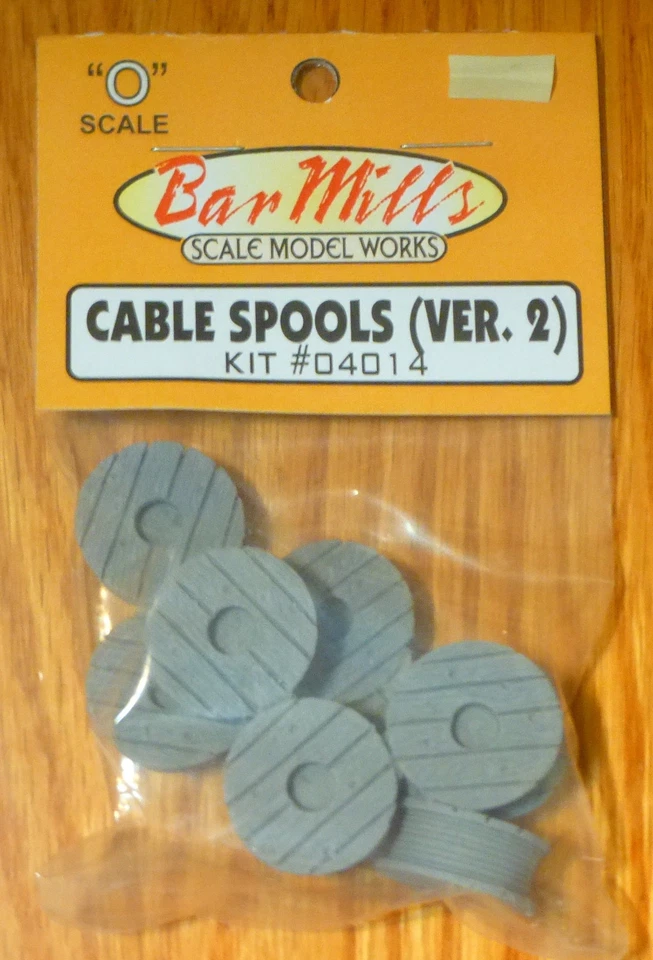 “O”
SCALE
Bar Mills
SCALE MODEL WORKS
CABLE SPOOLS (VER. 2)
KIT #04014